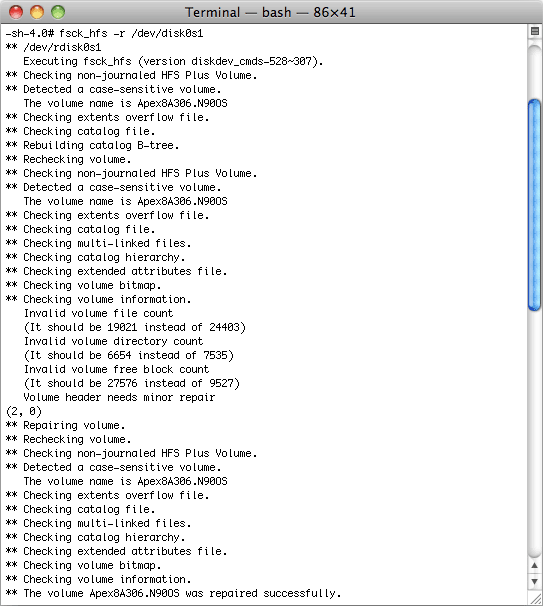 Terminal — bash — 86×41
-sh-4.0# fsck_hfs -r /dev/disk0s1
** /dev/rdisk0s1
   Executing fsck_hfs (version diskdev_cmds-528~307).
** Checking non-journaled HFS Plus Volume.
** Detected a case-sensitive volume.
   The volume name is Apex8A306.N90OS
** Checking extents overflow file.
** Checking catalog file.
** Rebuilding catalog B-tree.
** Rechecking volume.
** Checking non-journaled HFS Plus Volume.
** Detected a case-sensitive volume.
   The volume name is Apex8A306.N90OS
** Checking extents overflow file.
** Checking catalog file.
** Checking multi-linked files.
** Checking catalog hierarchy.
** Checking extended attributes file.
** Checking volume bitmap.
** Checking volume information.
   Invalid volume file count
   (It should be 19021 instead of 24403)
   Invalid volume directory count
   (It should be 6654 instead of 7535)
   Invalid volume free block count
   (It should be 27576 instead of 9527)
   Volume header needs minor repair
(2, 0)
** Repairing volume.
** Rechecking volume.
** Checking non-journaled HFS Plus Volume.
** Detected a case-sensitive volume.
   The volume name is Apex8A306.N90OS
** Checking extents overflow file.
** Checking catalog file.
** Checking multi-linked files.
** Checking catalog hierarchy.
** Checking extended attributes file.
** Checking volume bitmap.
** Checking volume information.
** The volume Apex8A306.N90OS was repaired successfully.